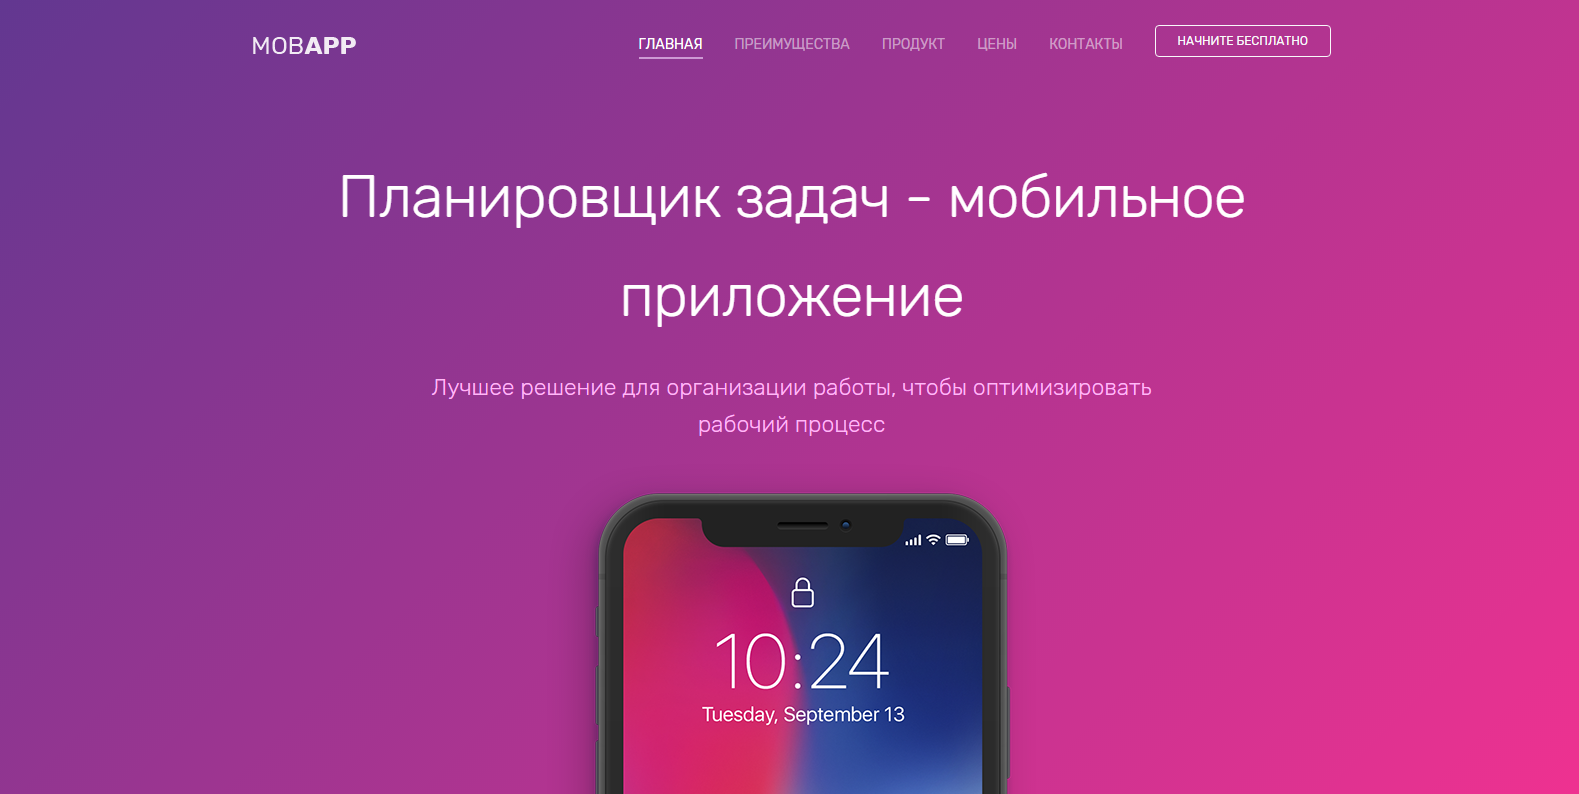 MOBAPP
ГЛАВНАЯ ПРЕИМУЩЕСТВА ПРОДУКТ ЦЕНЫ КОНТАКТЫ НАЧНИТЕ БЕСПЛАТНО
Планировщик задач - мобильное
приложение
Лучшее решение для организации работы, чтобы оптимизировать
рабочий процесс
10:24
Tuesday, September 13